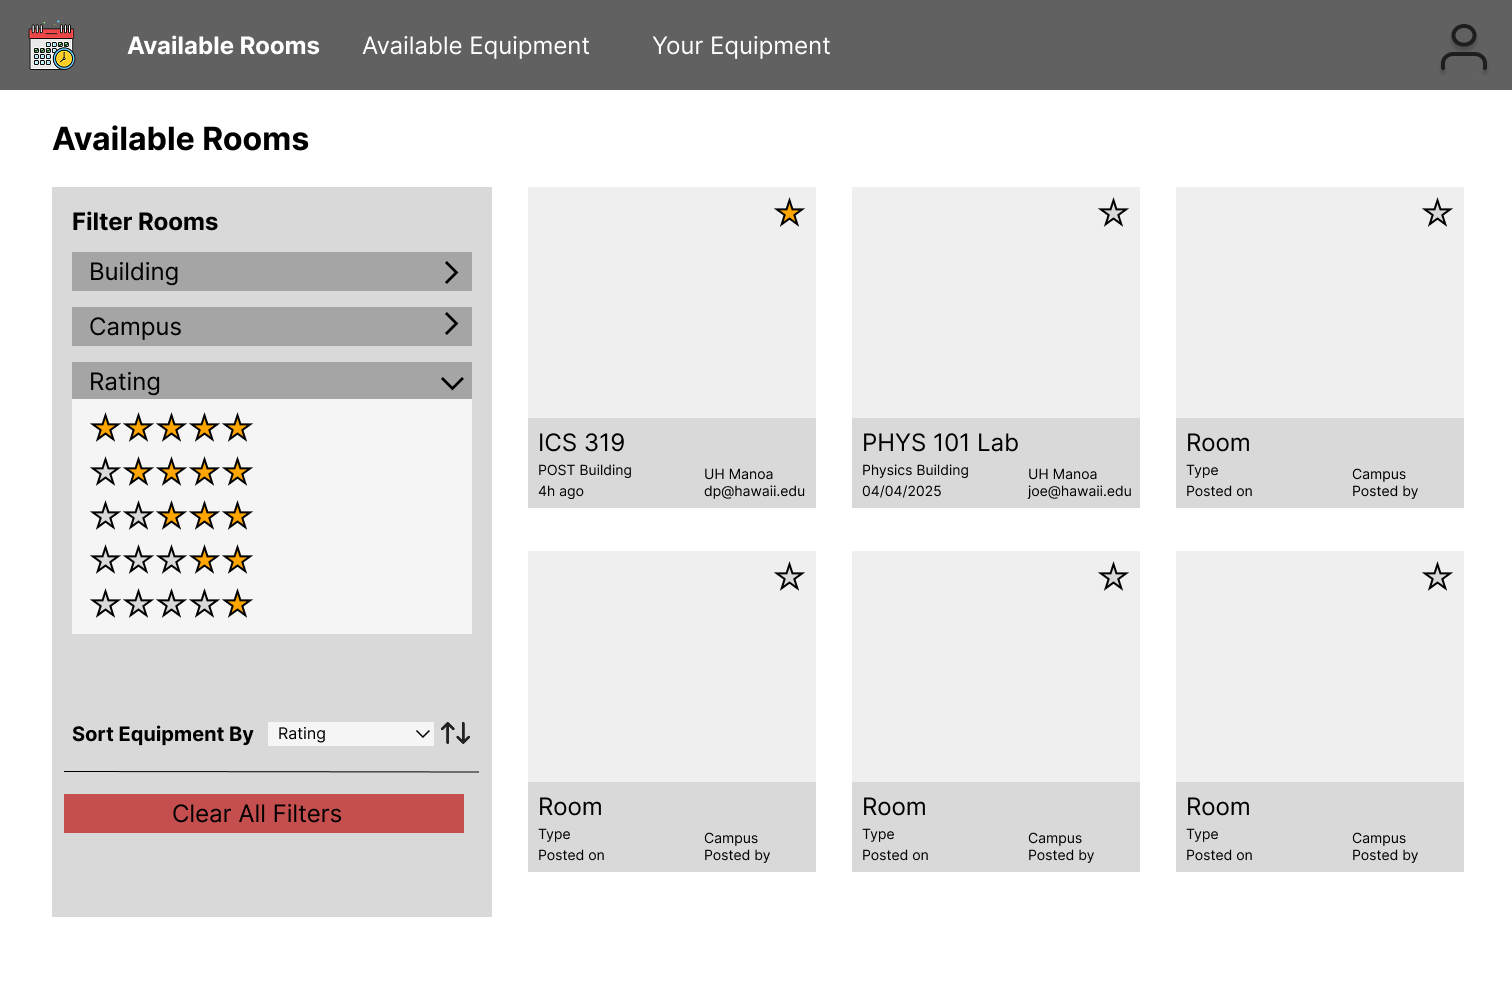 Available Rooms
Available Equipment
Your Equipment
Available Rooms
Filter Rooms
Building
Campus
Rating
Sort Equipment By
Rating
Clear All Filters
ICS 319
POST Building
UH Manoa
4h ago
dp@hawaii.edu
PHYS 101 Lab
Physics Building
UH Manoa
04/04/2025
joe@hawaii.edu
Room
Type
Campus
Posted on
Posted by
Room
Type
Campus
Posted on
Posted by
Room
Type
Campus
Posted on
Posted by
Room
Type
Campus
Posted on
Posted by